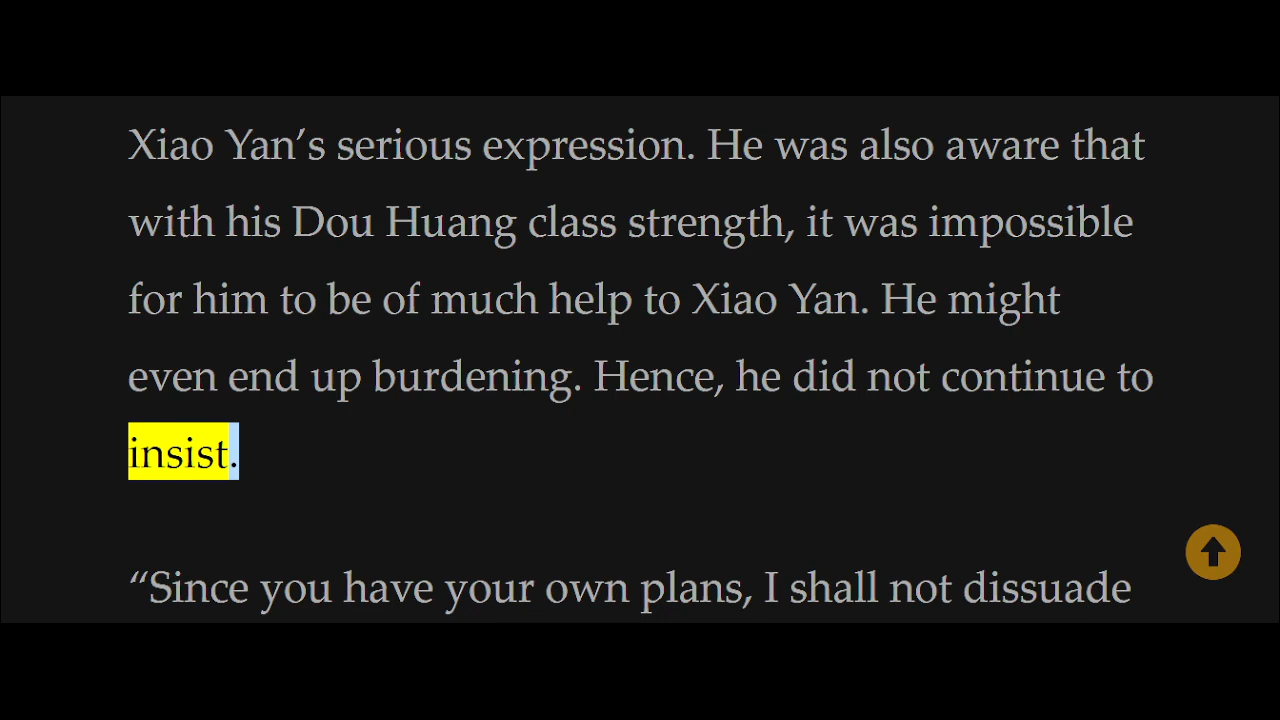 Xiao Yan’s serious expression. He was also aware that
with his Dou Huang class strength, it was impossible
for him to be of much help to Xiao Yan. He might
even end up burdening. Hence, he did not continue to
insist.
“Since you have your own plans, I shall not dissuade